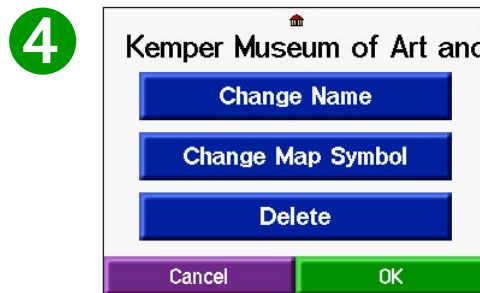 4
Kemper Museum of Art and
Change Name
Change Map Symbol
Delete
Cancel OK